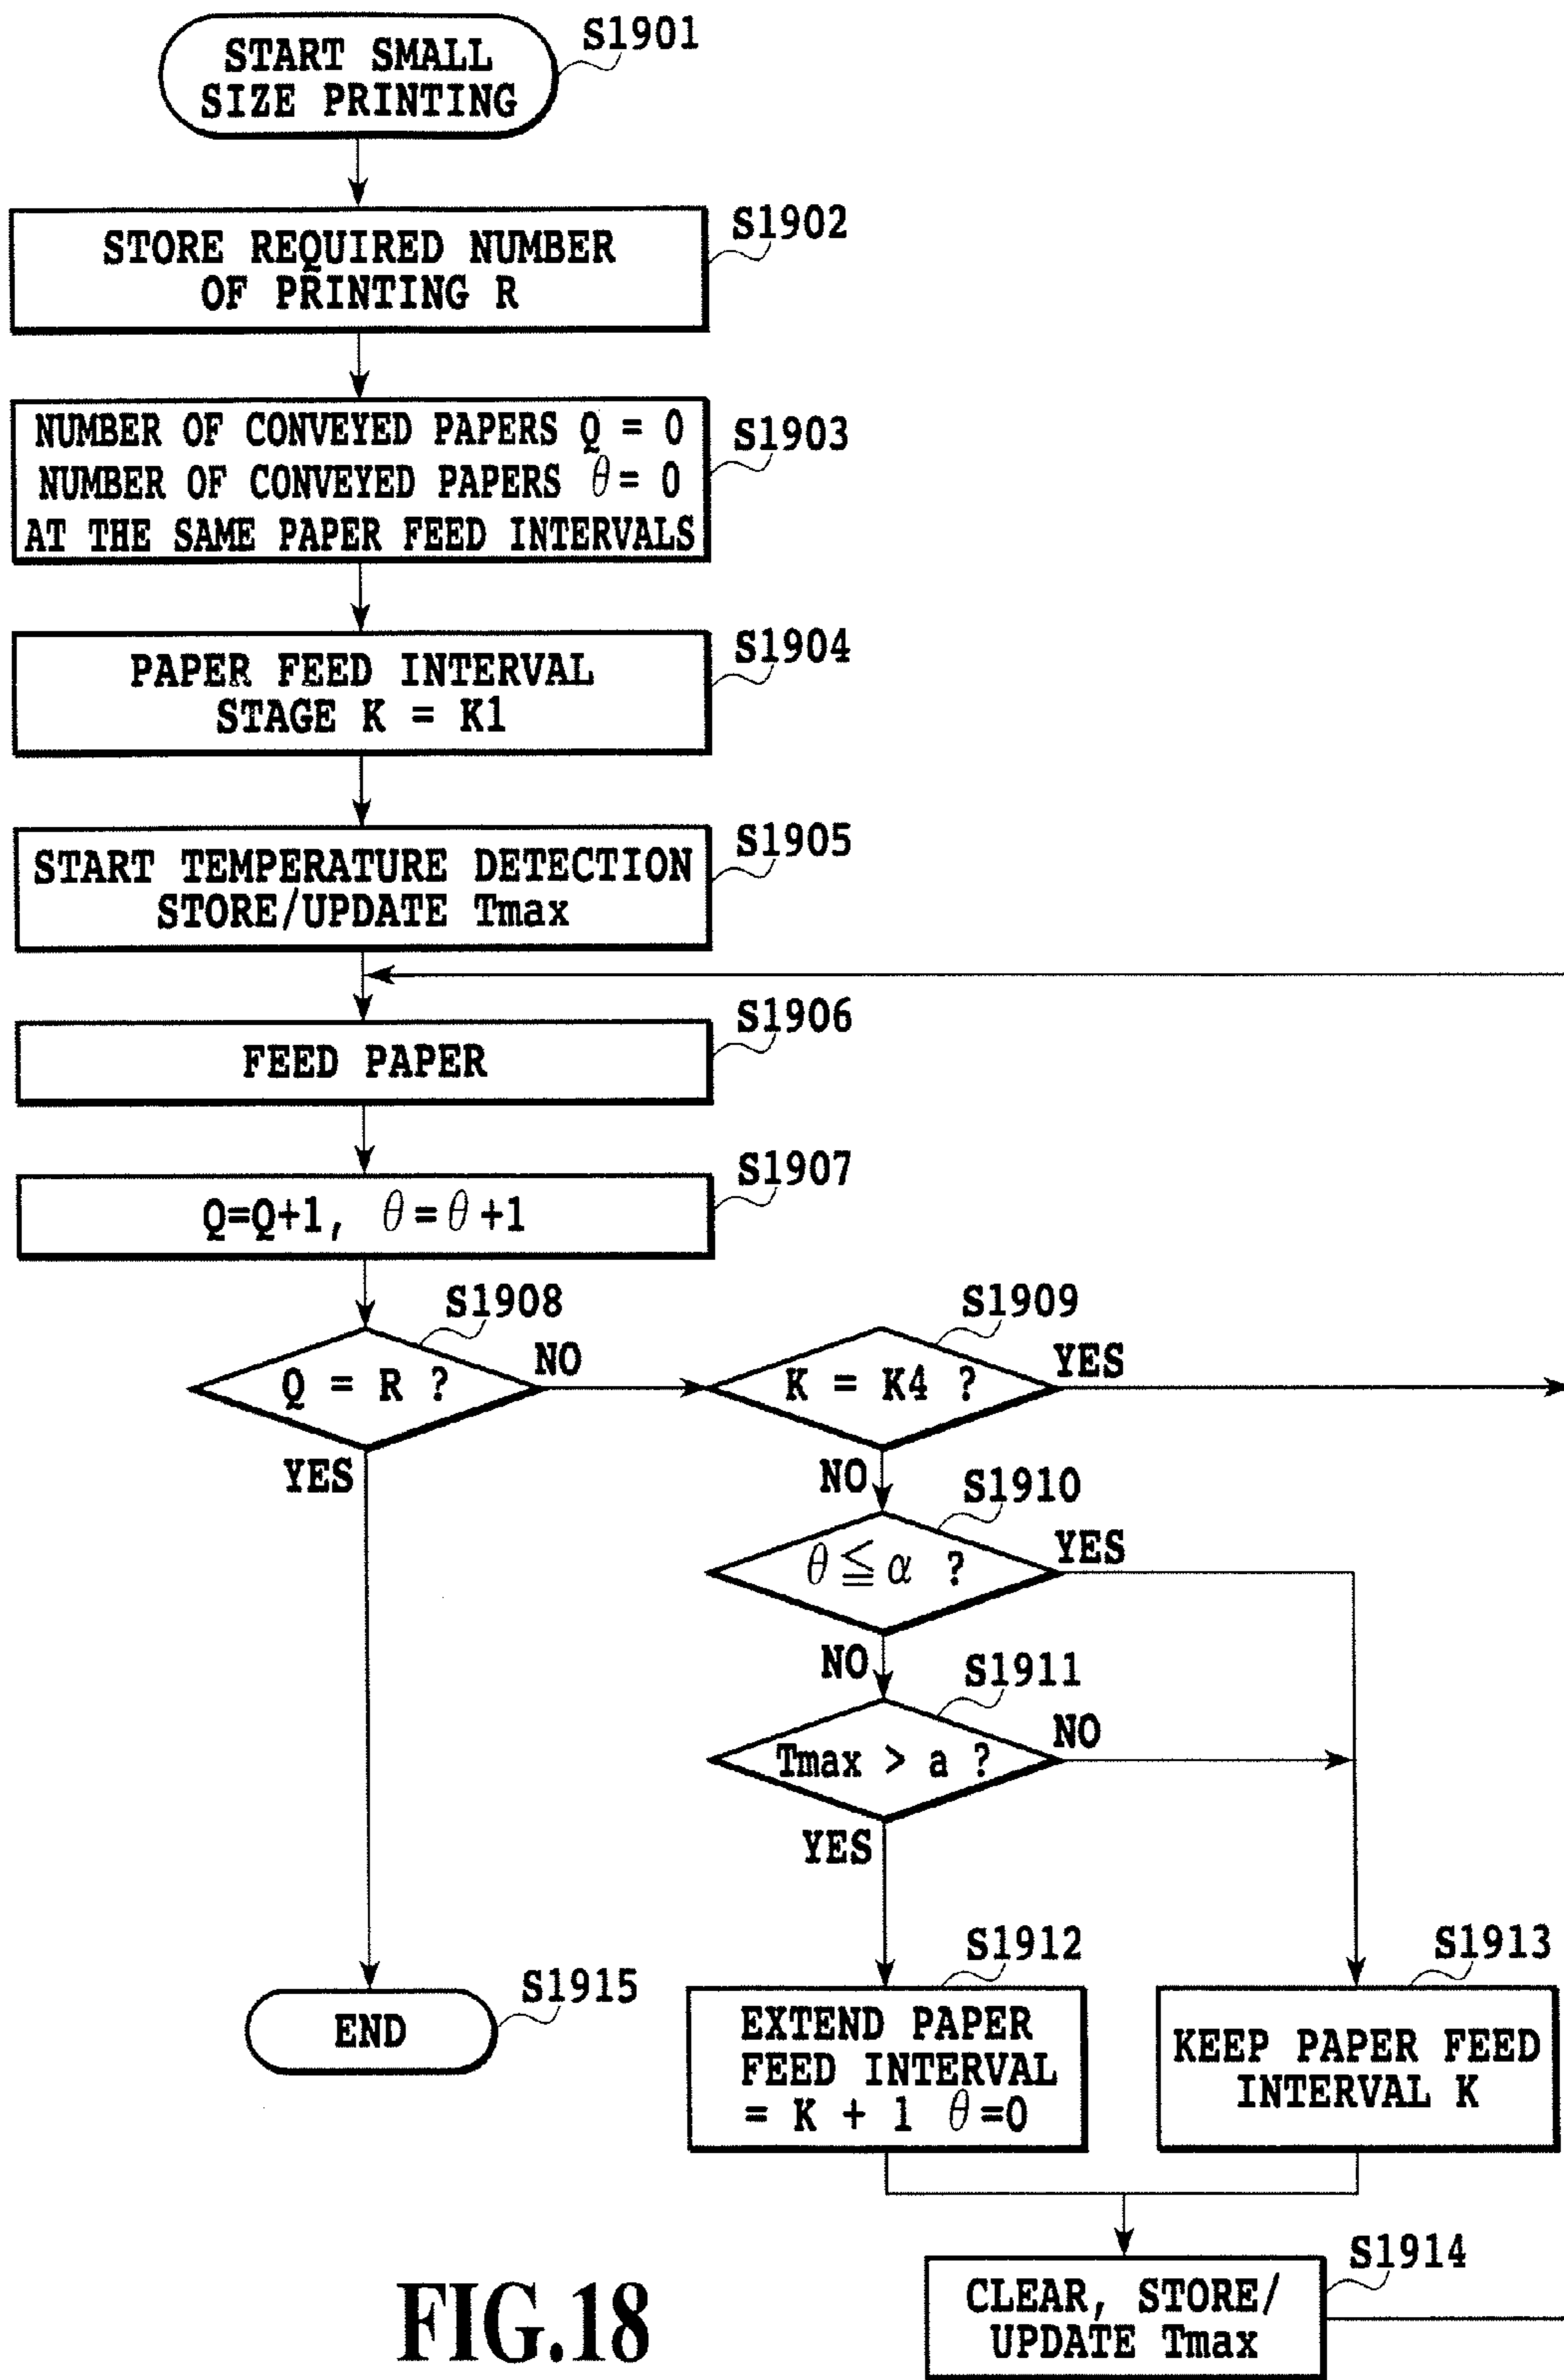 START SMALL
SIZE PRINTING
S1901
STORE REQUIRED NUMBER
OF PRINTING R
S1902
NUMBER OF CONVEYED PAPERS Q = 0
NUMBER OF CONVEYED PAPERS θ = 0
AT THE SAME PAPER FEED INTERVALS
S1903
PAPER FEED INTERVAL
STAGE K = K1
S1904
START TEMPERATURE DETECTION
STORE/UPDATE Tmax
S1905
FEED PAPER
S1906
Q=Q+1, θ=θ+1
S1907
Q = R ?
S1908
NO
YES
K = K4 ?
S1909
YES
NO
θ ≦ α ?
S1910
YES
NO
Tmax > a ?
S1911
NO
YES
EXTEND PAPER
FEED INTERVAL
= K + 1 θ=0
S1912
KEEP PAPER FEED
INTERVAL K
S1913
END
S1915
CLEAR, STORE/
UPDATE Tmax
S1914
FIG.18